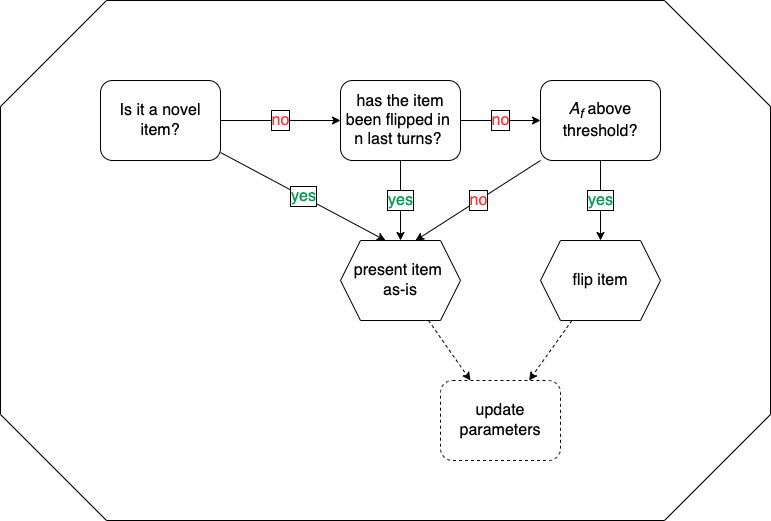 Is it a novel
item?
no
has the item
been flipped in
n last turns?
no
Af above
threshold?
yes
yes
no
yes
present item
as-is
flip item
update
parameters